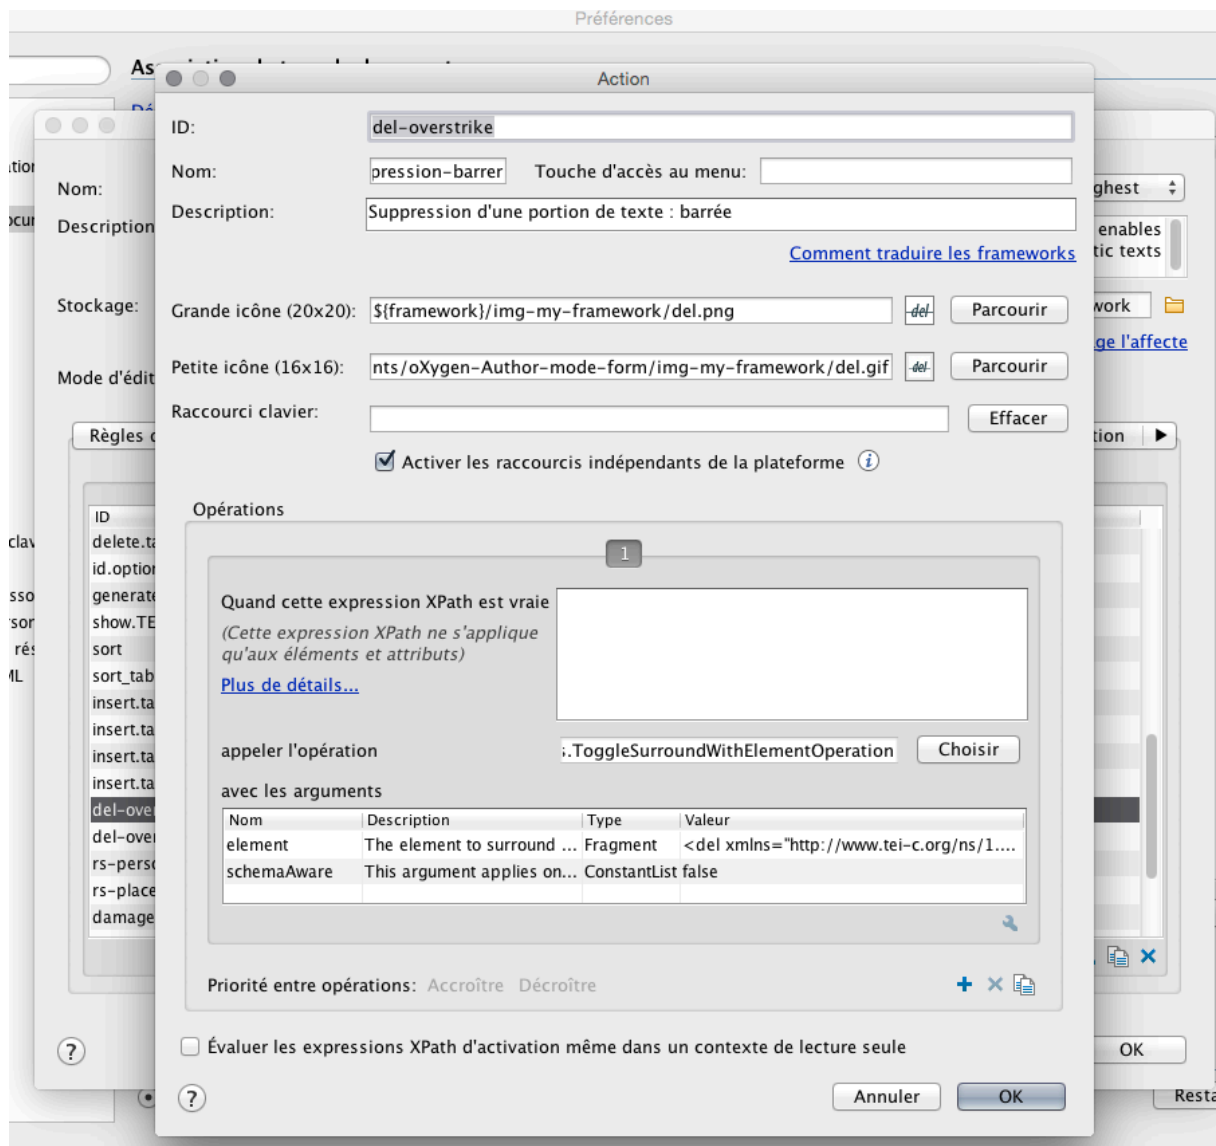 Préférences
Action
ID:
del-overstrike
Nom:
pression-barrer
Touche d'accès au menu:
Description:
Suppression d'une portion de texte : barrée
Comment traduire les frameworks
Grande icône (20x20):
${framework}/img-my-framework/del.png
del
Parcourir
Petite icône (16x16):
nts/oXygen-Author-mode-form/img-my-framework/del.gif
del
Parcourir
Raccourci clavier:
Effacer
Activer les raccourcis indépendants de la plateforme
Opérations
1
Quand cette expression XPath est vraie
(Cette expression XPath ne s'applique
qu'aux éléments et attributs)
Plus de détails...
appeler l'opération
.ToggleSurroundWithElementOperation
Choisir
avec les arguments
Nom Description Type Valeur
element The element to surround ... Fragment <del xmlns="http://www.tei-c.org/ns/1....
schemaAware This argument applies on... ConstantList false
Priorité entre opérations: Accroître Décroître
Évaluer les expressions XPath d'activation même dans un contexte de lecture seule
?
Annuler
OK
Nom:
ghest
Description
enables
tic texts
Stockage:
work
ge l'affecte
Mode d'édit
Règles d
tion
ID
delete.ta
id.option
generate
show.TE
sort
sort_tab
insert.ta
insert.ta
insert.ta
insert.ta
del-over
del-over
rs-perso
rs-place
damage
?
OK
Resta